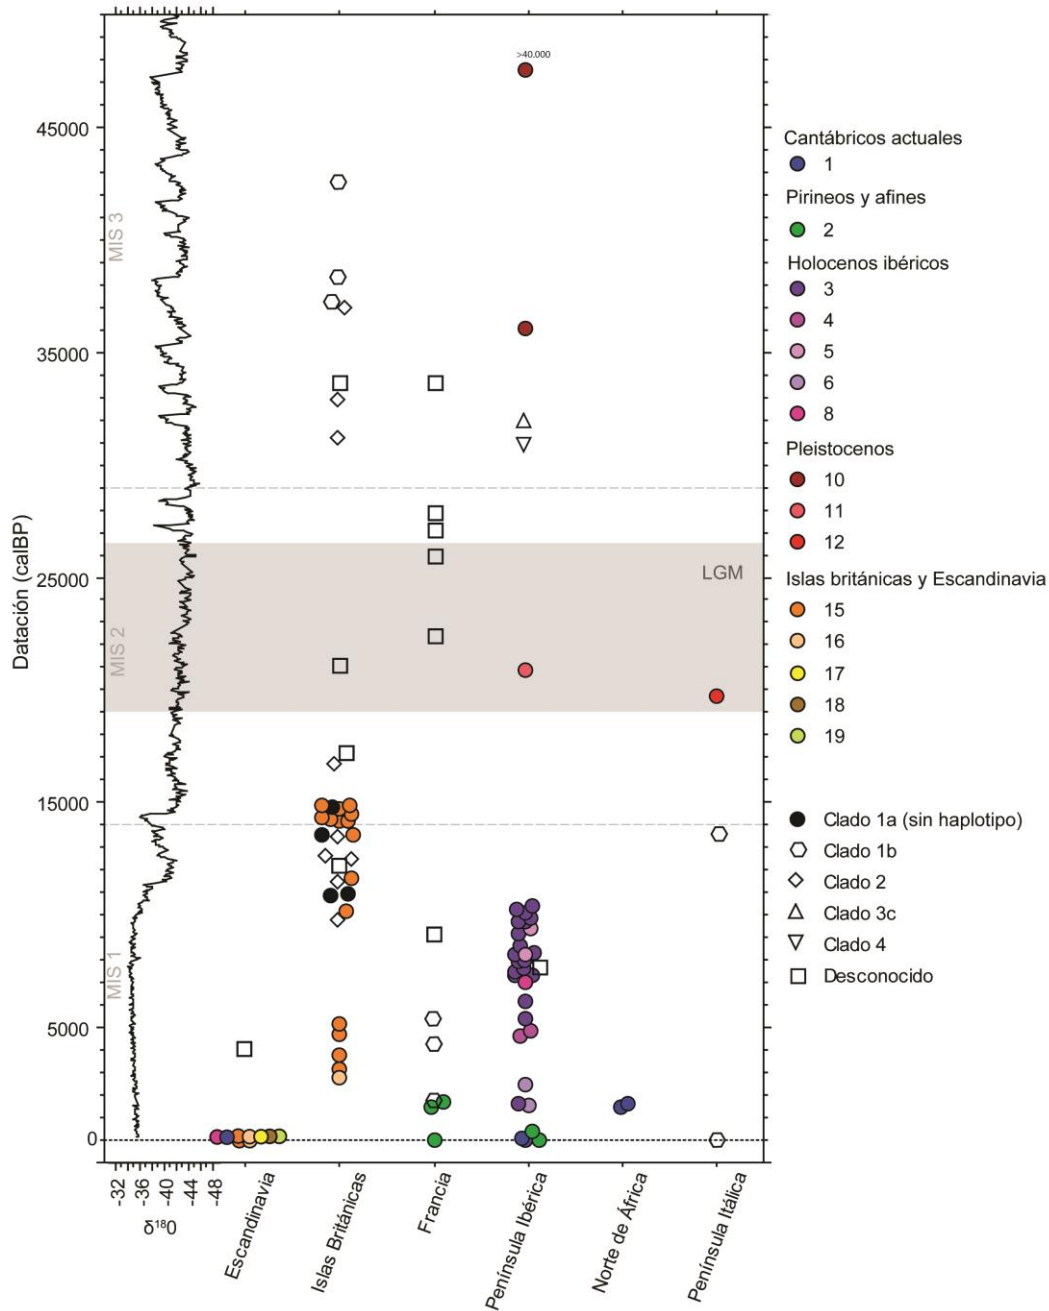 >40.000
45000
35000
25000
15000
5000
0
Datación (calBP)
MIS 3
MIS 2
MIS 1
LGM
-32
-36
-40
-44
-48
δ¹⁸0
Escandinavia
Islas Británicas
Francia
Península Ibérica
Norte de África
Península Itálica
Cantábricos actuales
1
Pirineos y afines
2
Holocenos ibéricos
3
4
5
6
8
Pleistocenos
10
11
12
Islas británicas y Escandinavia
15
16
17
18
19
Clado 1a (sin haplotipo)
Clado 1b
Clado 2
Clado 3c
Clado 4
Desconocido